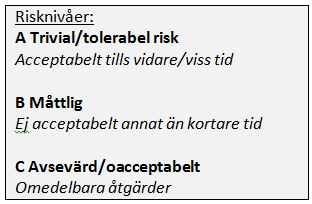 Risknivåer:
A Trivial/tolerabel risk
Acceptabelt tills vidare/viss tid
B Måttlig
Ej acceptabelt annat än kortare tid
C Avsevärd/oacceptabelt
Omedelbara åtgärder